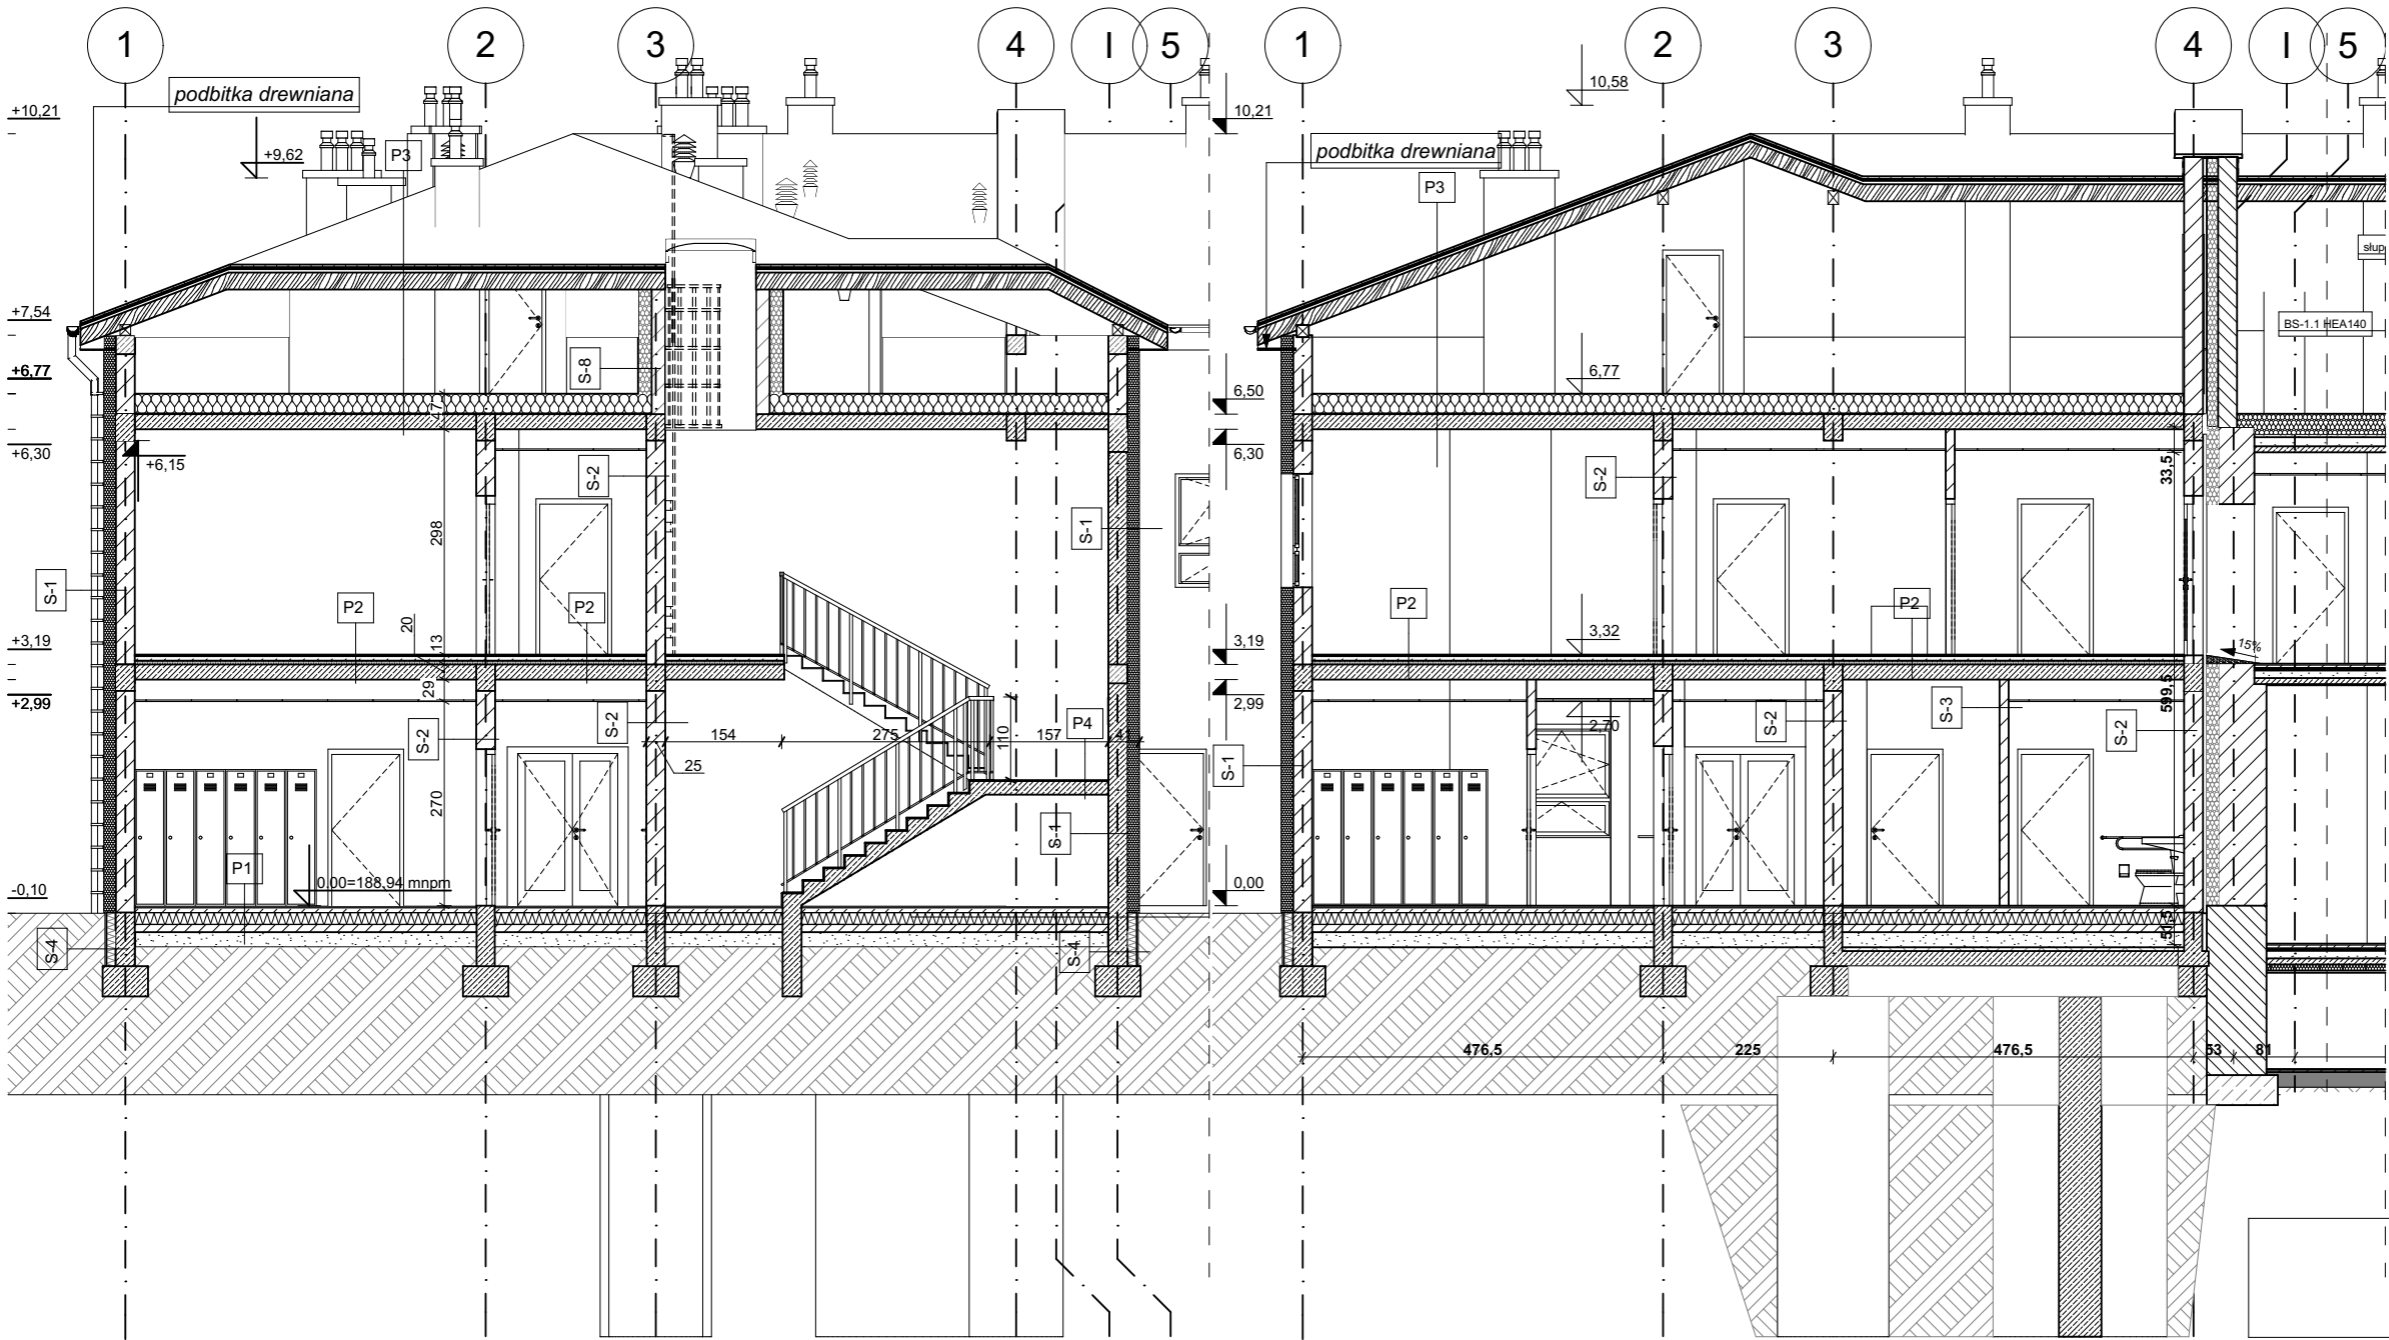 1 2 3 4 I 5 1 2 3 4 I 5
podbitka drewniana
+10,21
10,21
10,58
+9,62
P3
podbitka drewniana
P3
słup
+7,54
BS-1.1 HEA140
+6,77
S-8
6,77
47
6,50
+6,30
+6,15
6,30
S-2
S-2
33,5
298
S-1
S-1
P2
P2
P2
P2
20
13
+3,19
3,19
3,32
15%
29
+2,99
2,99
599,5
S-2
S-2
154
275
157
4
110
P4
25
S-1
2,70
S-2
S-3
S-2
270
S-1
P1
0.00=188,94 mnpm
-0,10
0,00
S-4
S-4
51,5
476,5
225
476,5
53
81